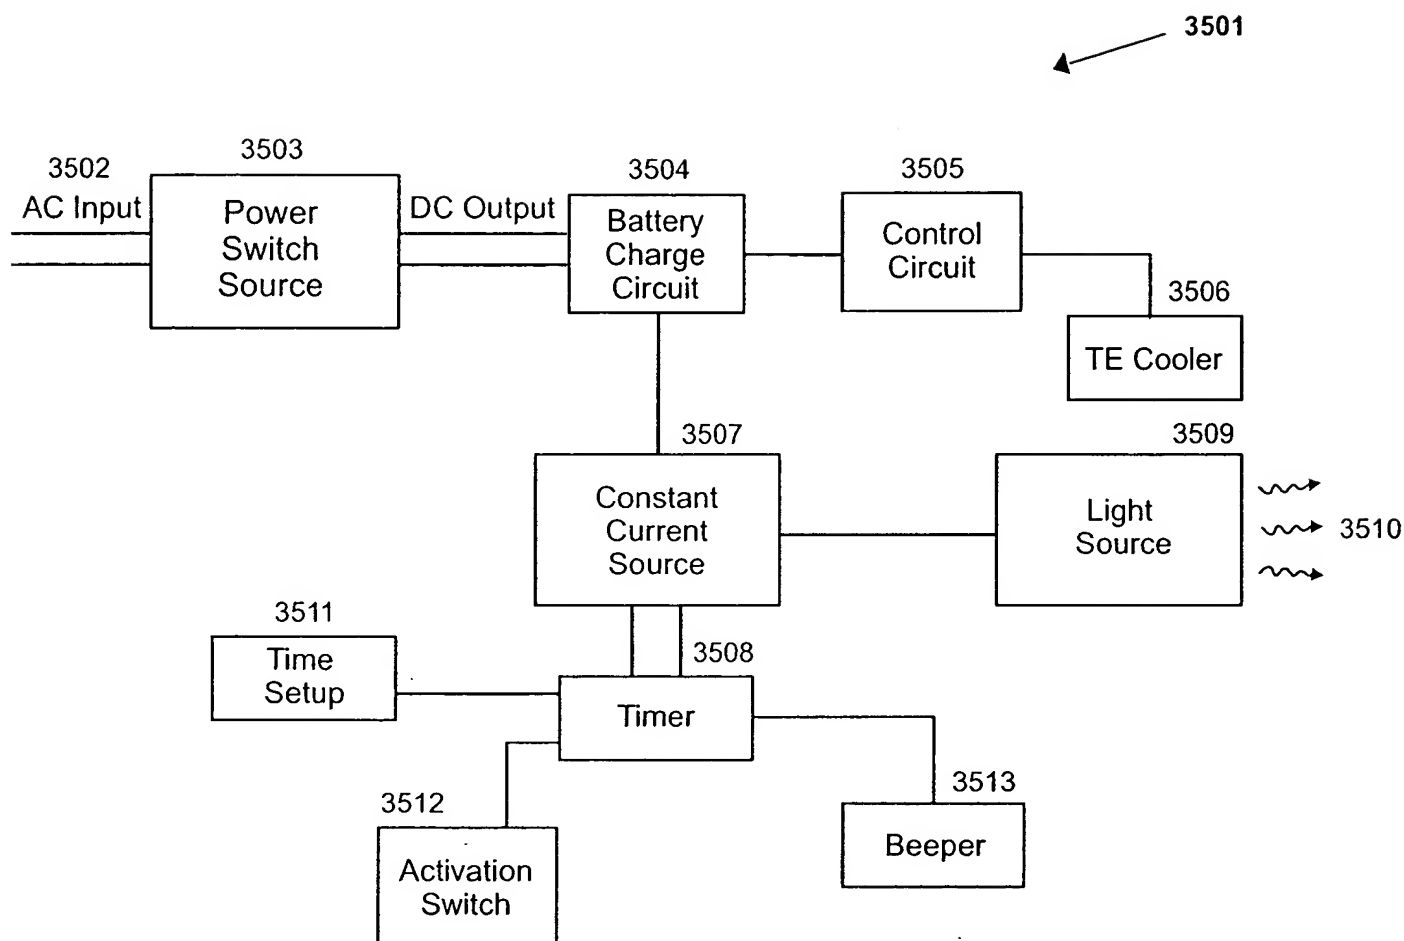 3501
3502
AC Input
3503
Power
Switch
Source
DC Output
3504
Battery
Charge
Circuit
3505
Control
Circuit
3506
TE Cooler
3507
Constant
Current
Source
3509
Light
Source
3510
3511
Time
Setup
3508
Timer
3512
Activation
Switch
3513
Beeper